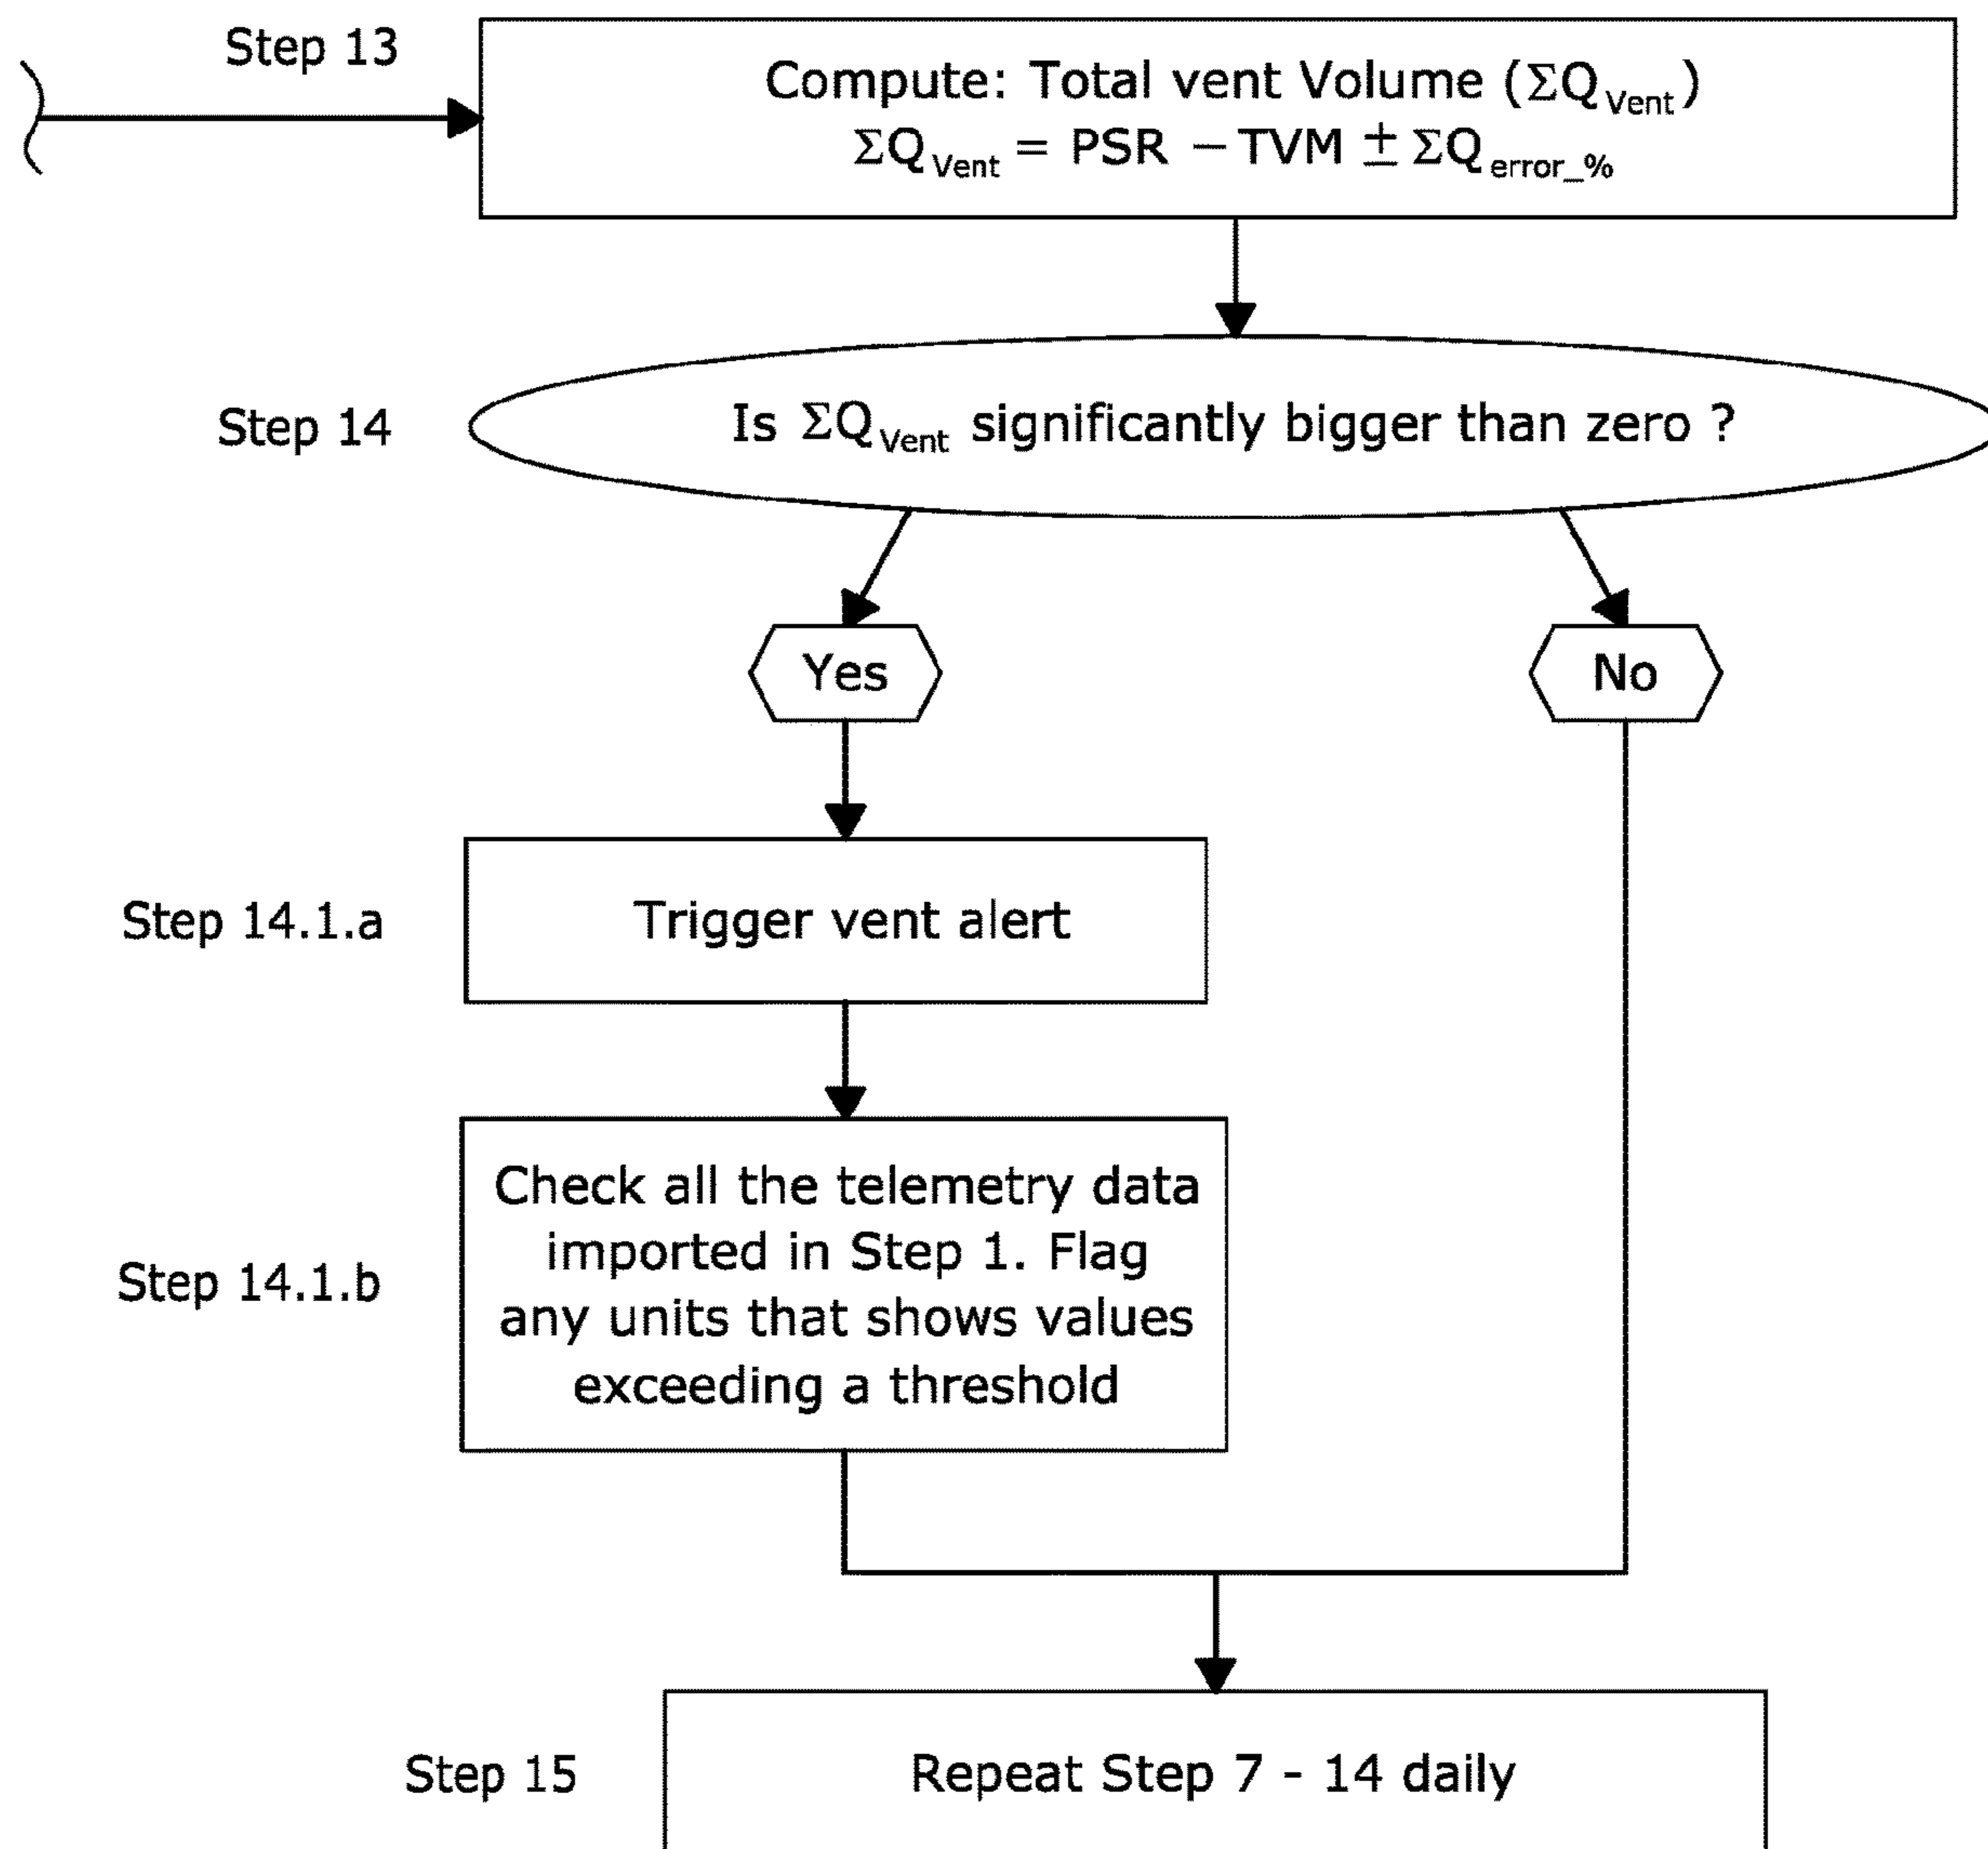 Step 13
Compute: Total vent Volume (ΣQ Vent)
ΣQ Vent = PSR − TVM ± ΣQ error_%
Step 14
Is ΣQ Vent significantly bigger than zero ?
Yes
No
Step 14.1.a
Trigger vent alert
Step 14.1.b
Check all the telemetry data
imported in Step 1. Flag
any units that shows values
exceeding a threshold
Step 15
Repeat Step 7 - 14 daily